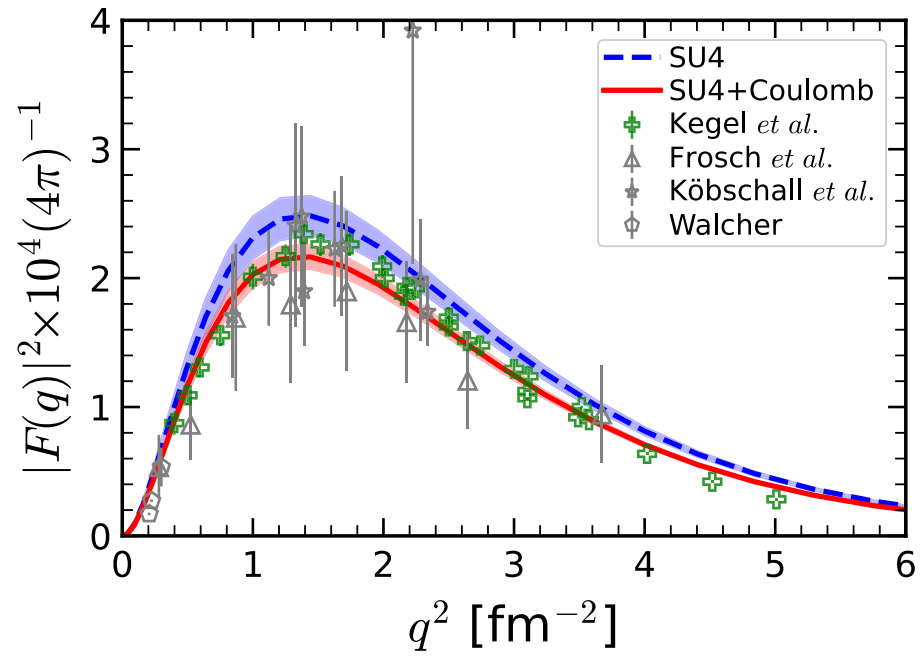 4
3
2
1
0
0
1
2
3
4
5
6
|F(q)|²×10⁴(4π)⁻¹
q² [fm⁻²]
SU4
SU4+Coulomb
Kegel et al.
Frosch et al.
Köbschall et al.
Walcher